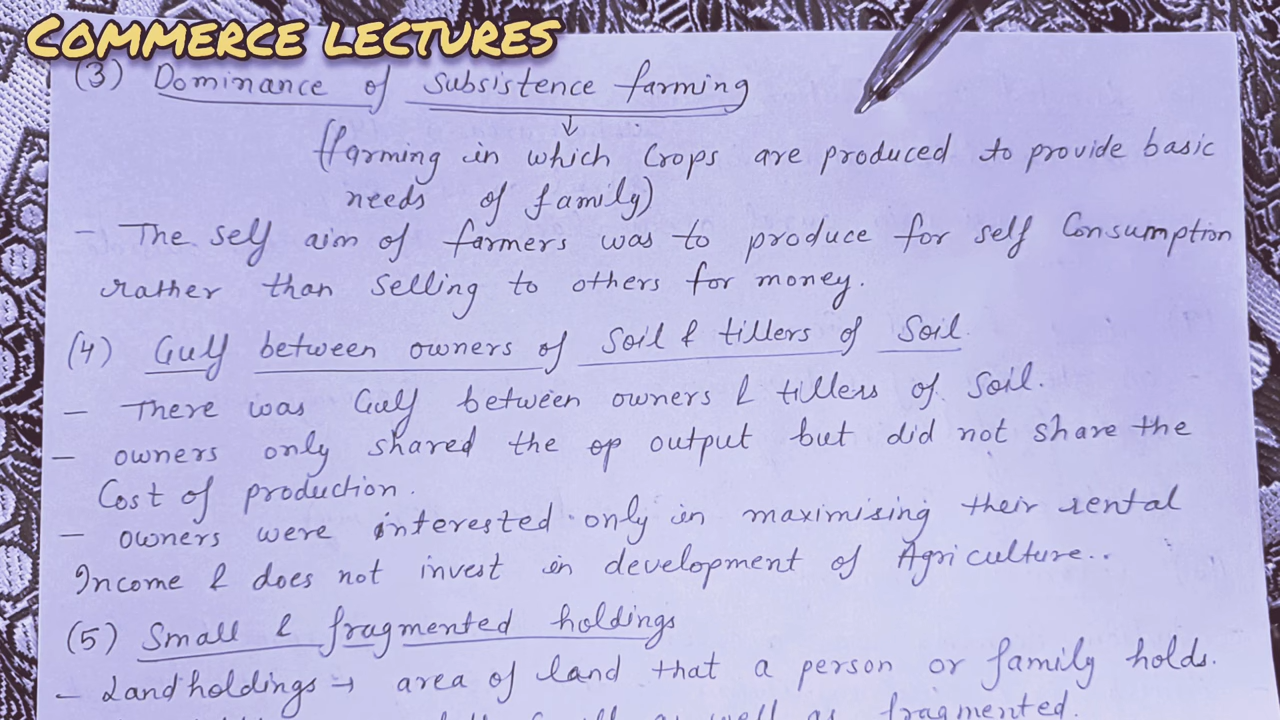 COMMERCE LECTURES
(3) Dominance of Subsistence farming
↓
(farming in which Crops are produced to provide basic
needs of family)
- The self aim of farmers was to produce for self Consumption
rather than selling to others for money.
(4) Gulf between owners of Soil & tillers of Soil.
- There was Gulf between owners & tillers of Soil.
- owners only shared the op output but did not share the
Cost of production.
- owners were interested only in maximising their rental
Income & does not invest in development of Agriculture..
(5) Small & fragmented holdings
- Landholdings → area of land that a person or family holds.
as well as fragmented.